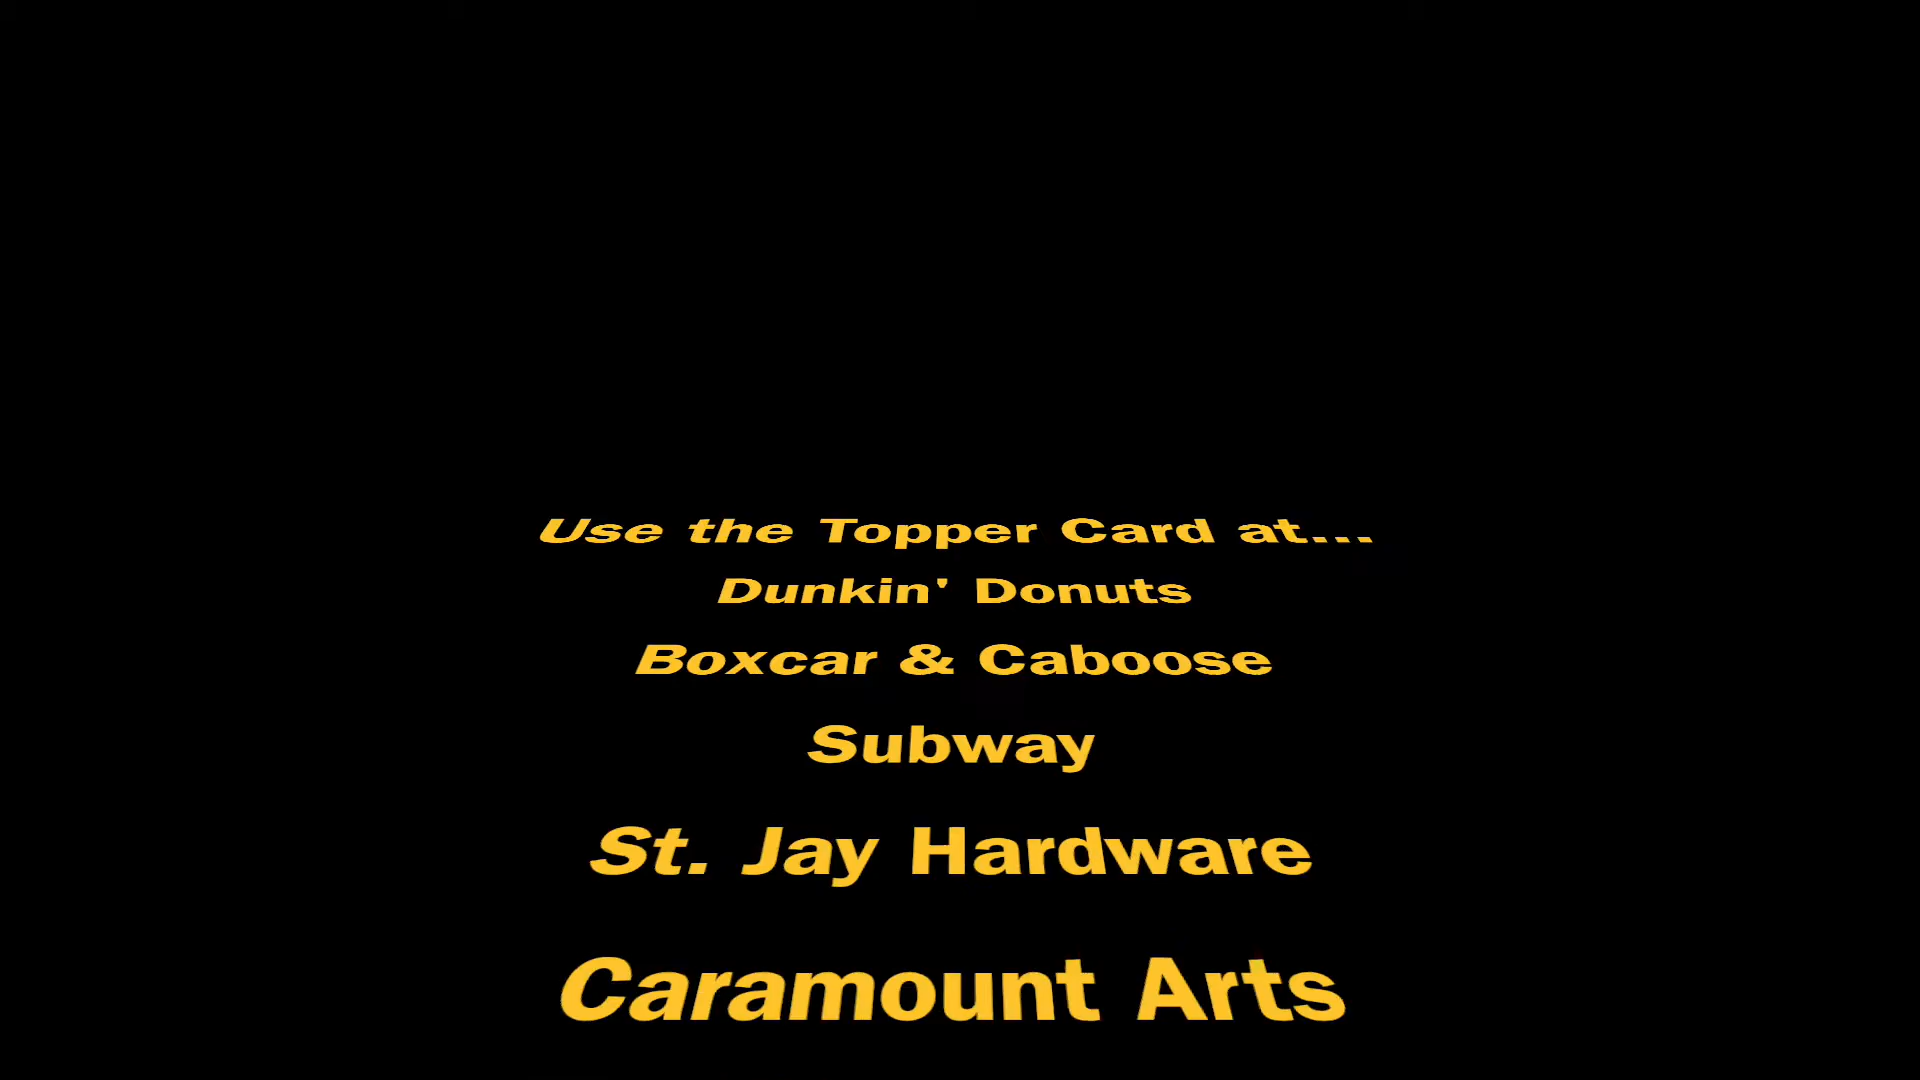 Use the Topper Card at...
Dunkin' Donuts
Boxcar & Caboose
Subway
St. Jay Hardware
Caramount Arts